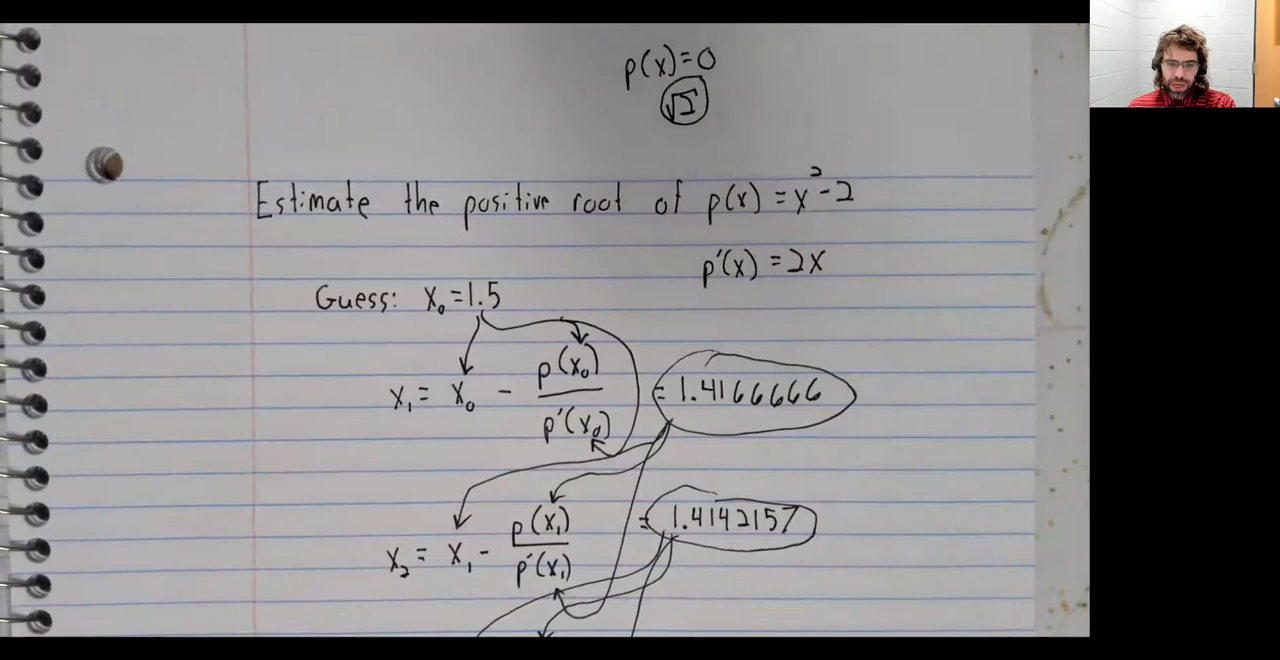 p(x)=0
√2
Estimate the positive root of p(x) = x² - 2
p'(x) = 2x
Guess: x₀ = 1.5
x₁ = x₀ - p(x₀)/p'(x₀) = 1.4166666
x₂ = x₁ - p(x₁)/p'(x₁) = 1.4142157